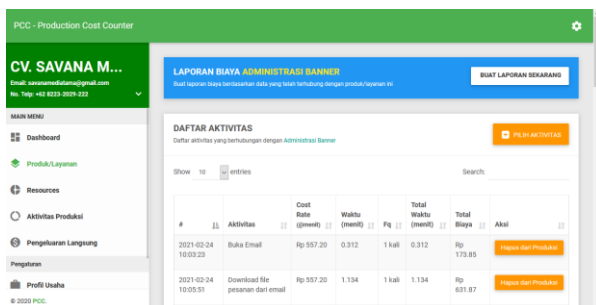 PCC - Production Cost Counter
CV. SAVANA M...
Email: savanamediatama@gmail.com
No. Telp: +62 8223-2029-222
MAIN MENU
Dashboard
Produk/Layanan
Resources
Aktivitas Produksi
Pengeluaran Langsung
Pengaturan
Profil Usaha
© 2020 PCC.
LAPORAN BIAYA ADMINISTRASI BANNER
Buat laporan biaya berdasarkan data yang telah terhubung dengan produk/layanan ini
BUAT LAPORAN SEKARANG
DAFTAR AKTIVITAS
Daftar aktivitas yang berhubungan dengan Administrasi Banner
PILIH AKTIVITAS
Show 10 entries
Search:
# Aktivitas Cost Rate (/menit) Waktu (menit) Fq Total Waktu (menit) Total Biaya Aksi
2021-02-24 10:03:23 Buka Email Rp 557.20 0.312 1 kali 0.312 Rp 173.85 Hapus dari Produksi
2021-02-24 10:05:51 Download file pesanan dari email Rp 557.20 1.134 1 kali 1.134 Rp 631.87 Hapus dari Produksi